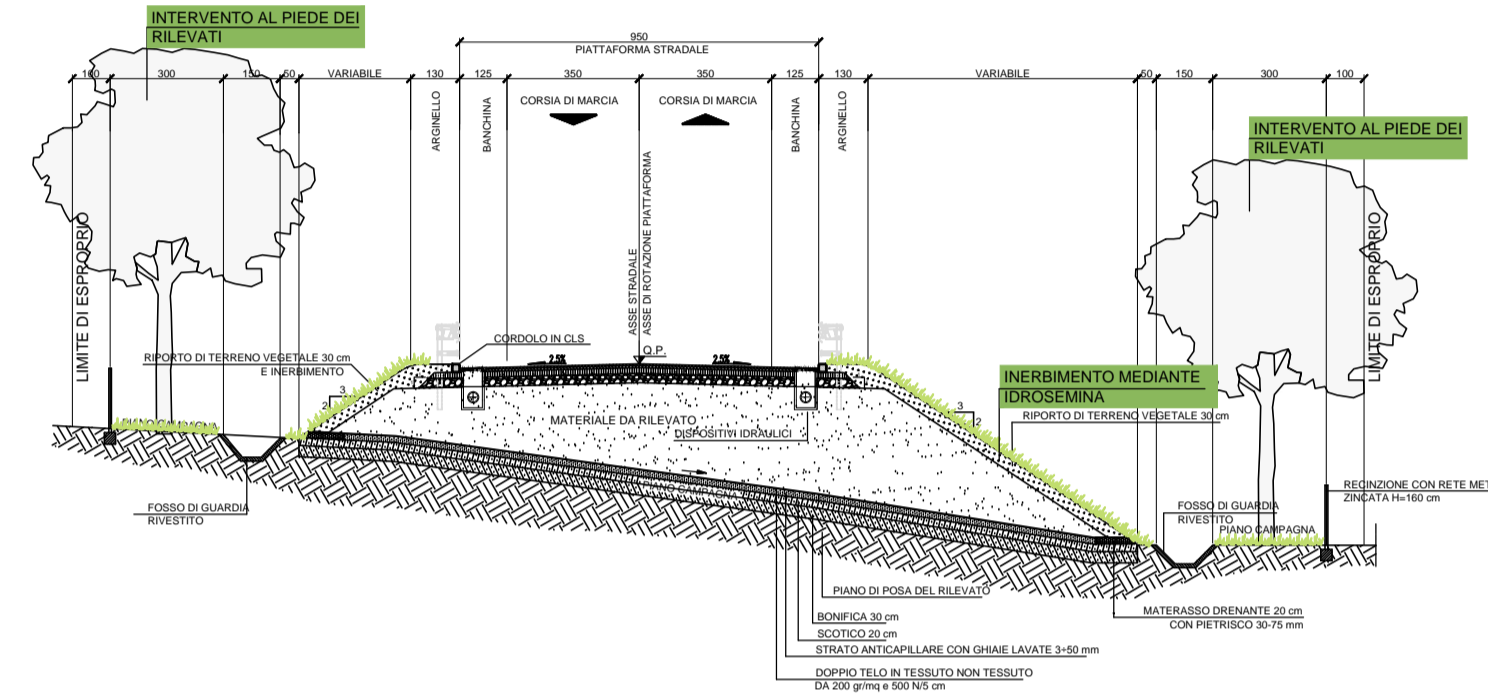 INTERVENTO AL PIEDE DEI
RILEVATI
950
PIATTAFORMA STRADALE
100
300
150
50
VARIABILE
130
125
350
350
125
130
VARIABILE
50
150
300
100
ARGINELLO
BANCHINA
CORSIA DI MARCIA
CORSIA DI MARCIA
BANCHINA
ARGINELLO
INTERVENTO AL PIEDE DEI
RILEVATI
LIMITE DI ESPROPRIO
ASSE STRADALE
ASSE DI ROTAZIONE PIATTAFORMA
LIMITE DI ESPROPRIO
CORDOLO IN CLS
Q.P.
2.5%
2.5%
RIPORTO DI TERRENO VEGETALE 30 cm
E INERBIMENTO
3
2
INERBIMENTO MEDIANTE
IDROSEMINA
RIPORTO DI TERRENO VEGETALE 30 cm
3
2
MATERIALE DA RILEVATO
DISPOSITIVI IDRAULICI
PIANO CAMPAGNA
PIANO CAMPAGNA
FOSSO DI GUARDIA
RIVESTITO
RECINZIONE CON RETE MET
ZINCATA H=160 cm
FOSSO DI GUARDIA
RIVESTITO
PIANO CAMPAGNA
PIANO DI POSA DEL RILEVATO
MATERASSO DRENANTE 20 cm
CON PIETRISCO 30-75 mm
BONIFICA 30 cm
SCOTICO 20 cm
STRATO ANTICAPILLARE CON GHIAIE LAVATE 3÷50 mm
DOPPIO TELO IN TESSUTO NON TESSUTO
DA 200 gr/mq e 500 N/5 cm